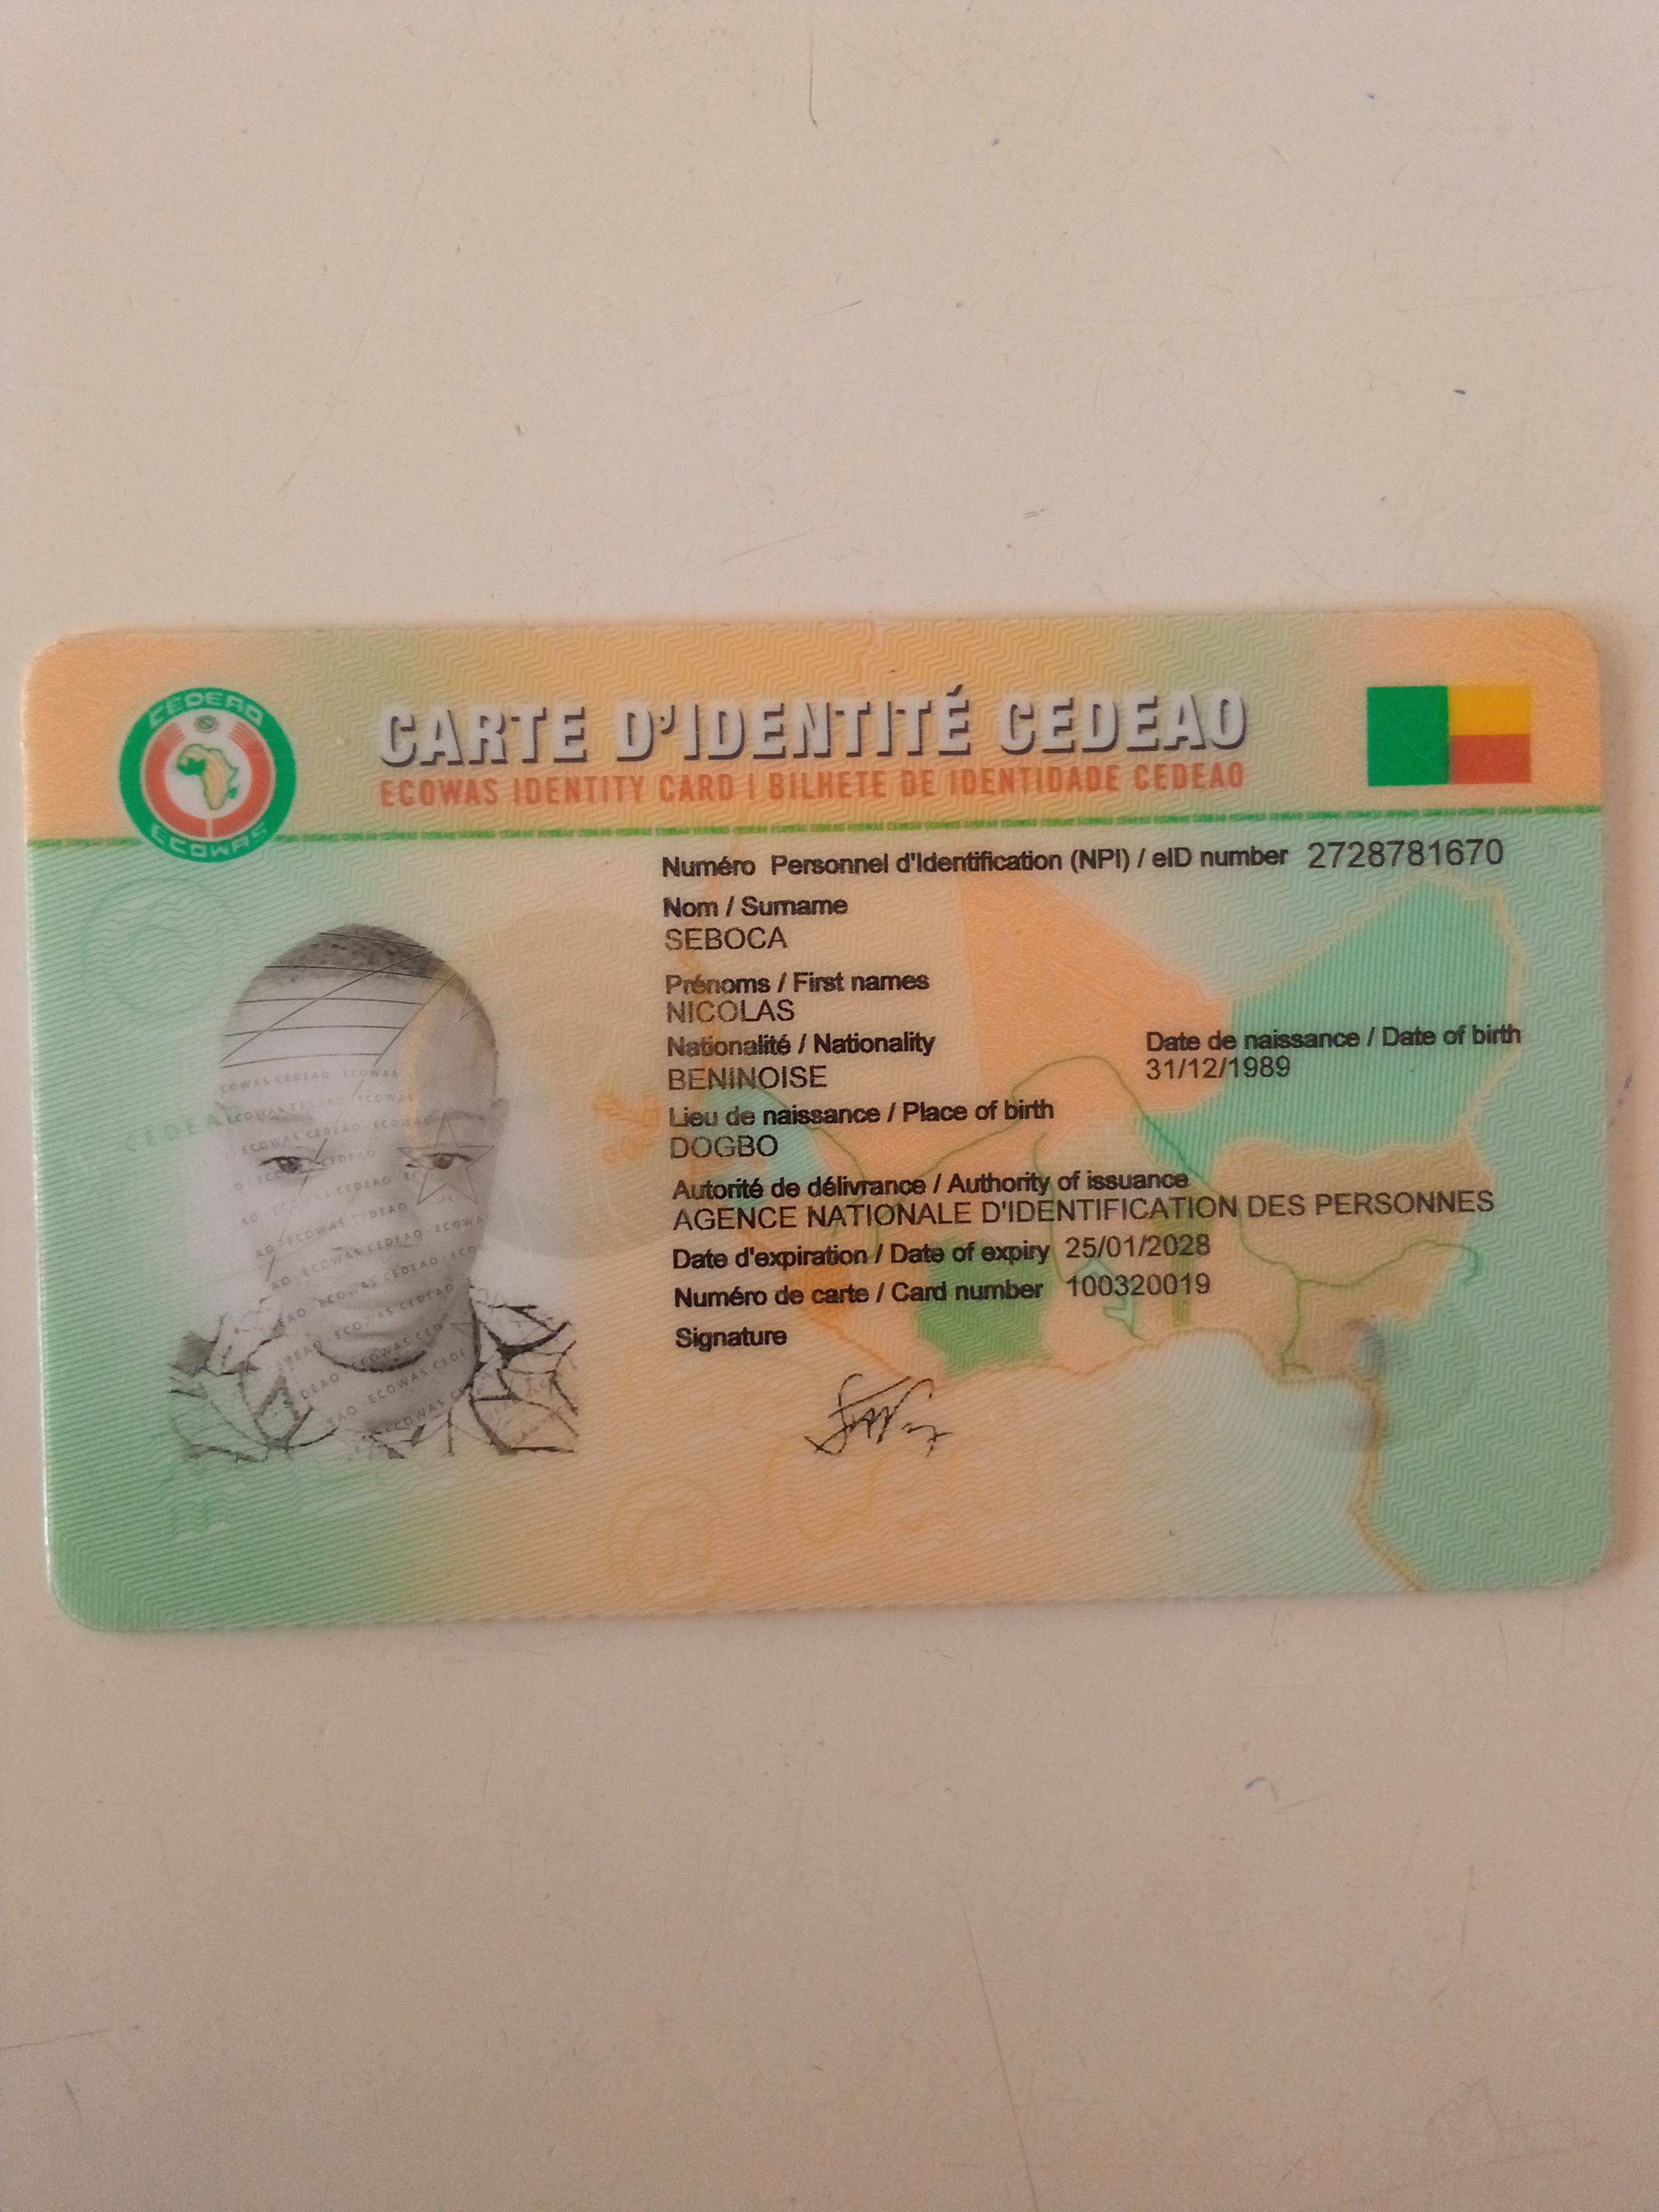 CEDEAO
ECOWAS
CARTE D'IDENTITÉ CEDEAO
ECOWAS IDENTITY CARD | BILHETE DE IDENTIDADE CEDEAO
Numéro Personnel d'Identification (NPI) / eID number 2728781670
Nom / Surname
SEBOCA
Prénoms / First names
NICOLAS
Nationalité / Nationality
BENINOISE
Date de naissance / Date of birth
31/12/1989
Lieu de naissance / Place of birth
DOGBO
Autorité de délivrance / Authority of issuance
AGENCE NATIONALE D'IDENTIFICATION DES PERSONNES
Date d'expiration / Date of expiry 25/01/2028
Numéro de carte / Card number 100320019
Signature